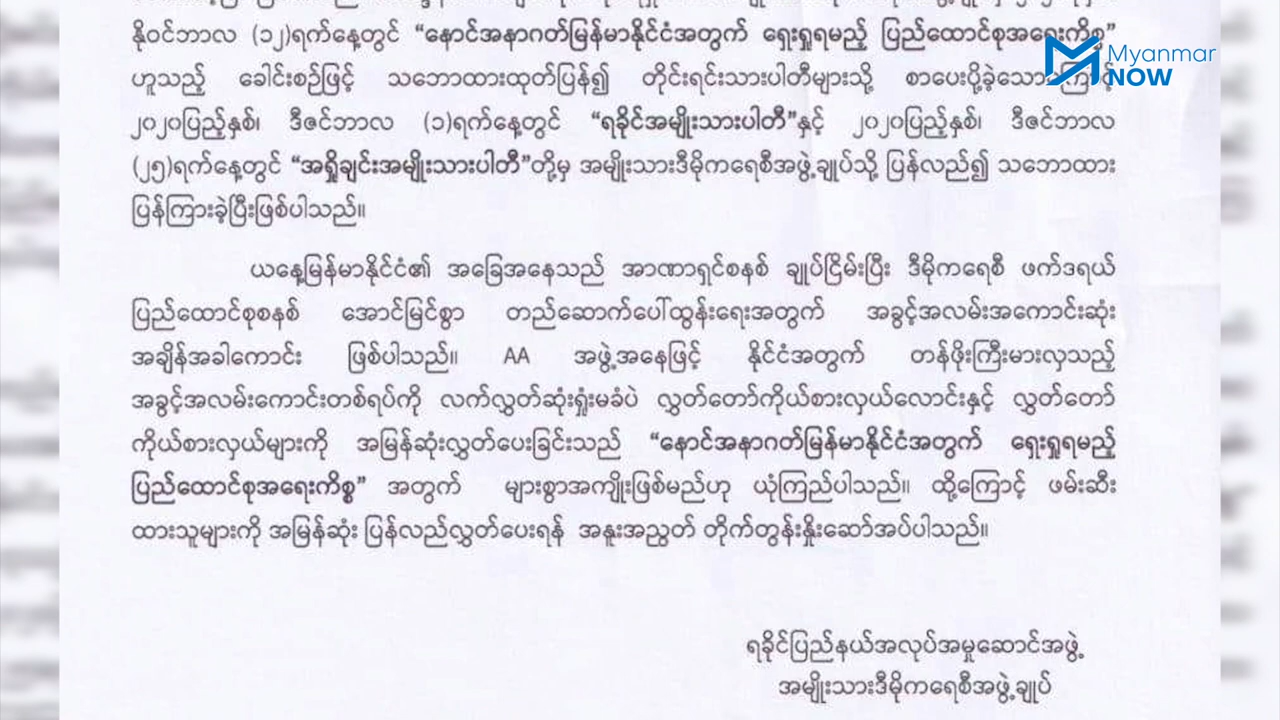 နိုဝင်ဘာလ (၁၂)ရက်နေ့တွင် “နောင်အနာဂတ်မြန်မာနိုင်ငံအတွက် ရှေးရှုရမည့် ပြည်ထောင်စုအရေးကိစ္စ”
Myanmar
NOW
ဟူသည့် ခေါင်းစဉ်ဖြင့် သဘောထားထုတ်ပြန်၍ တိုင်းရင်းသားပါတီများသို့
၂၀၂၀ပြည့်နှစ်၊ ဒီဇင်ဘာလ (၁)ရက်နေ့တွင် “ရခိုင်အမျိုးသားပါတီ”နှင့် ၂၀၂၀ပြည့်နှစ်၊ ဒီဇင်ဘာလ
(၂၅)ရက်နေ့တွင် “အရှိုချင်းအမျိုးသားပါတီ”တို့မှ အမျိုးသားဒီမိုကရေစီအဖွဲ့ချုပ်သို့ ပြန်လည်၍ သဘောထား
ပြန်ကြားခဲ့ပြီးဖြစ်ပါသည်။
ယနေ့မြန်မာနိုင်ငံ၏ အခြေအနေသည် အာဏာရှင်စနစ် ချုပ်ငြိမ်းပြီး ဒီမိုကရေစီ ဖက်ဒရယ်
ပြည်ထောင်စုစနစ် အောင်မြင်စွာ တည်ဆောက်ပေါ်ထွန်းရေးအတွက် အခွင့်အလမ်းအကောင်းဆုံး
အချိန်အခါကောင်း ဖြစ်ပါသည်။ AA အဖွဲ့အနေဖြင့် နိုင်ငံအတွက် တန်ဖိုးကြီးမားလှသည့်
အခွင့်အလမ်းကောင်းတစ်ရပ်ကို လက်လွှတ်ဆုံးရှုံးမခံပဲ လွှတ်တော်ကိုယ်စားလှယ်လောင်းနှင့် လွှတ်တော်
ကိုယ်စားလှယ်များကို အမြန်ဆုံးလွှတ်ပေးခြင်းသည် “နောင်အနာဂတ်မြန်မာနိုင်ငံအတွက် ရှေးရှုရမည့်
ပြည်ထောင်စုအရေးကိစ္စ” အတွက် များစွာအကျိုးဖြစ်မည်ဟု ယုံကြည်ပါသည်။ ထို့ကြောင့် ဖမ်းဆီး
ထားသူများကို အမြန်ဆုံး ပြန်လည်လွှတ်ပေးရန် အနူးအညွတ် တိုက်တွန်းနှိုးဆော်အပ်ပါသည်။
ရခိုင်ပြည်နယ်အလုပ်အမှုဆောင်အဖွဲ့
အမျိုးသားဒီမိုကရေစီအဖွဲ့ချုပ်